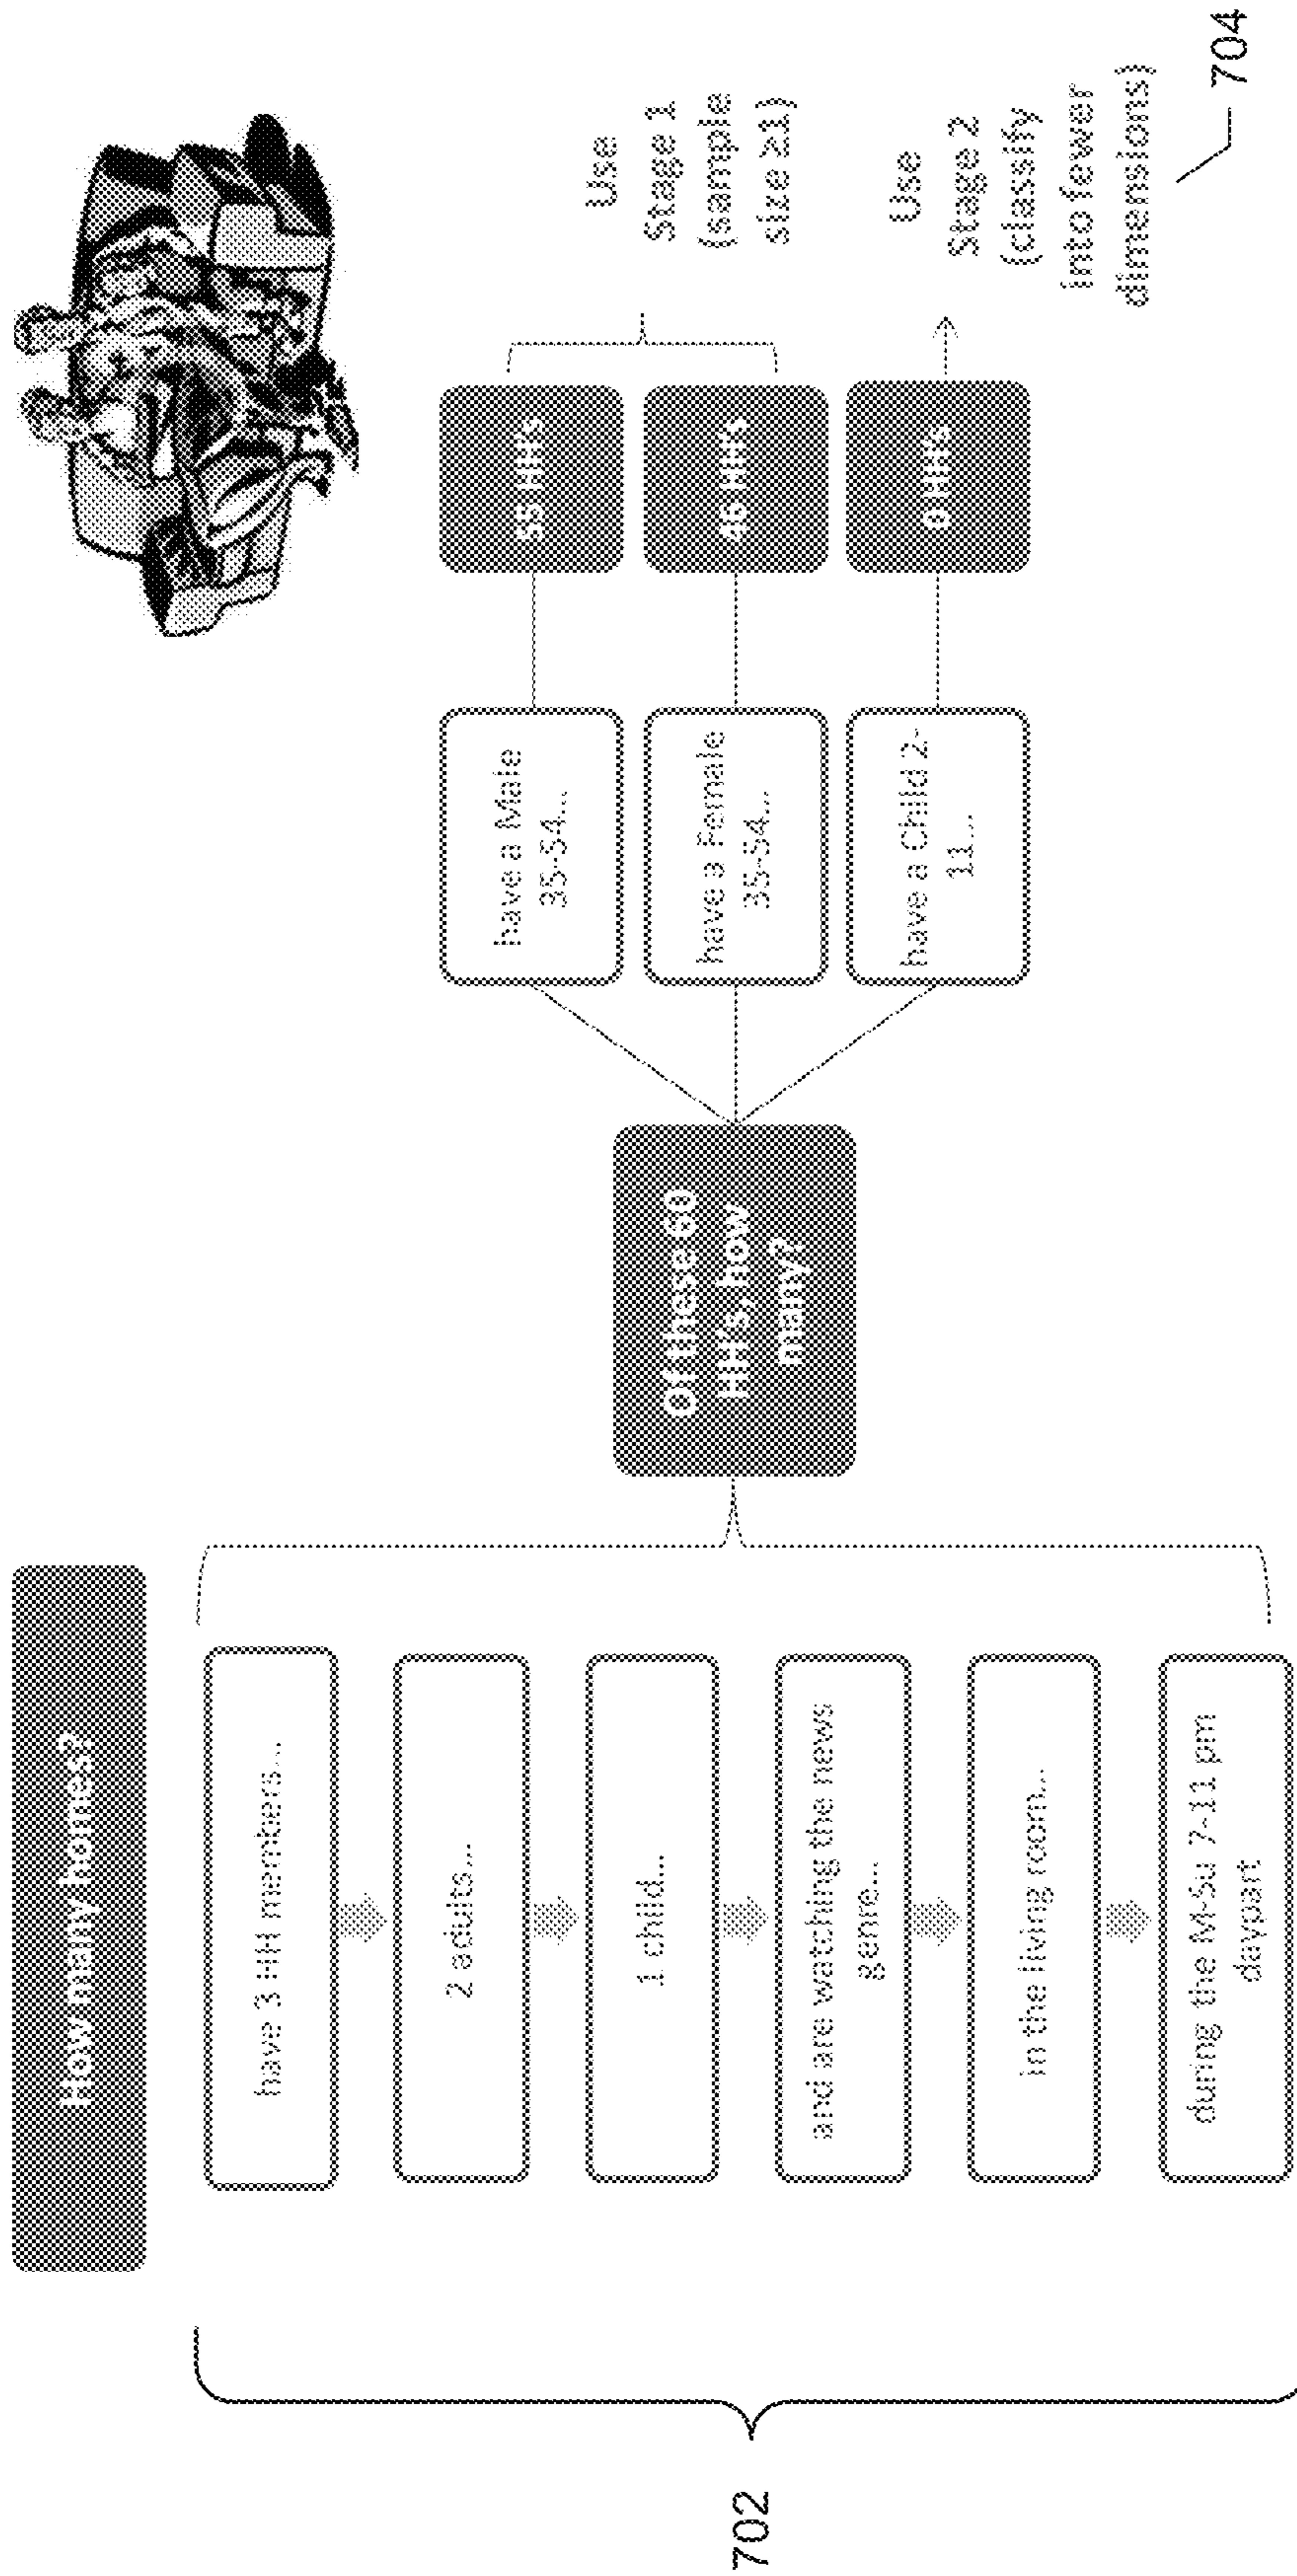 How many homes?
have 3 HH members...
2 adults...
1 child...
and are watching the news
genre...
in the living room...
during the M-Su 7-11 pm
daypart
702
Of these 60
HH's, how
many?
have a Male
35-54...
have a Female
35-54...
have a Child 2-
11...
55 HH's
46 HH's
0 HH's
Use
Stage 1
(sample
size ≥1)
Use
Stage 2
(classify
into fewer
dimensions)
704